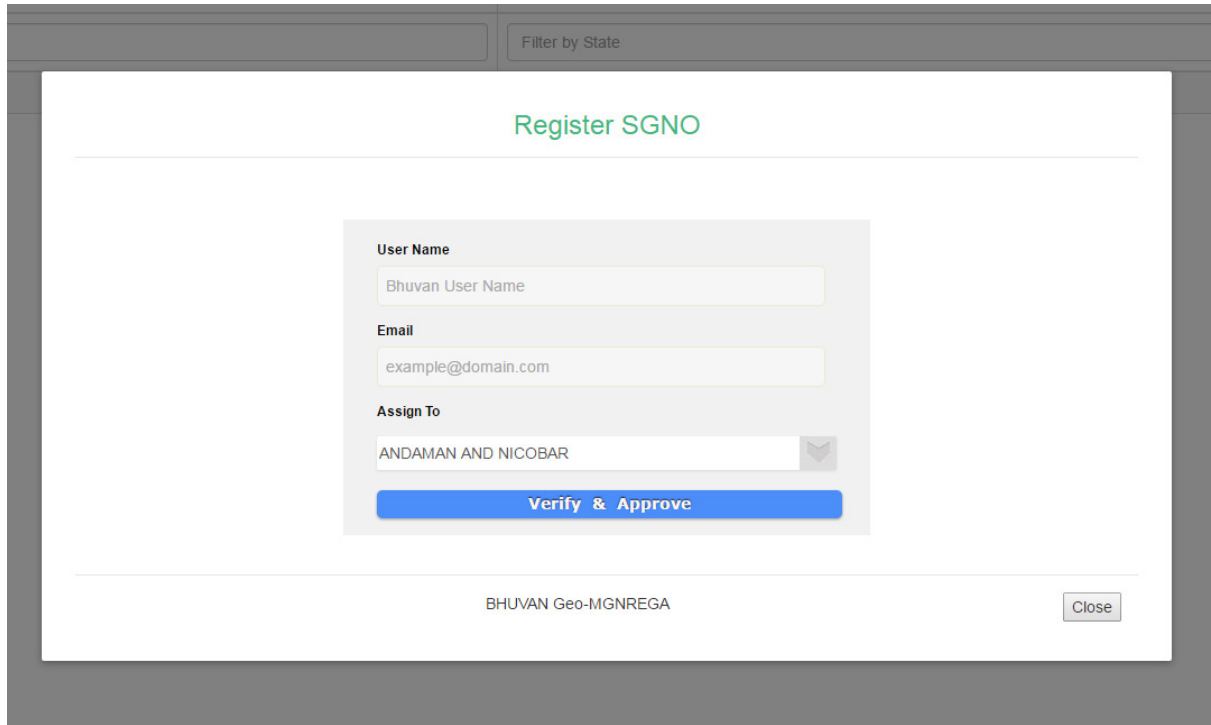 Filter by State
Register SGNO
User Name
Bhuvan User Name
Email
example@domain.com
Assign To
ANDAMAN AND NICOBAR
Verify & Approve
BHUVAN Geo-MGNREGA
Close